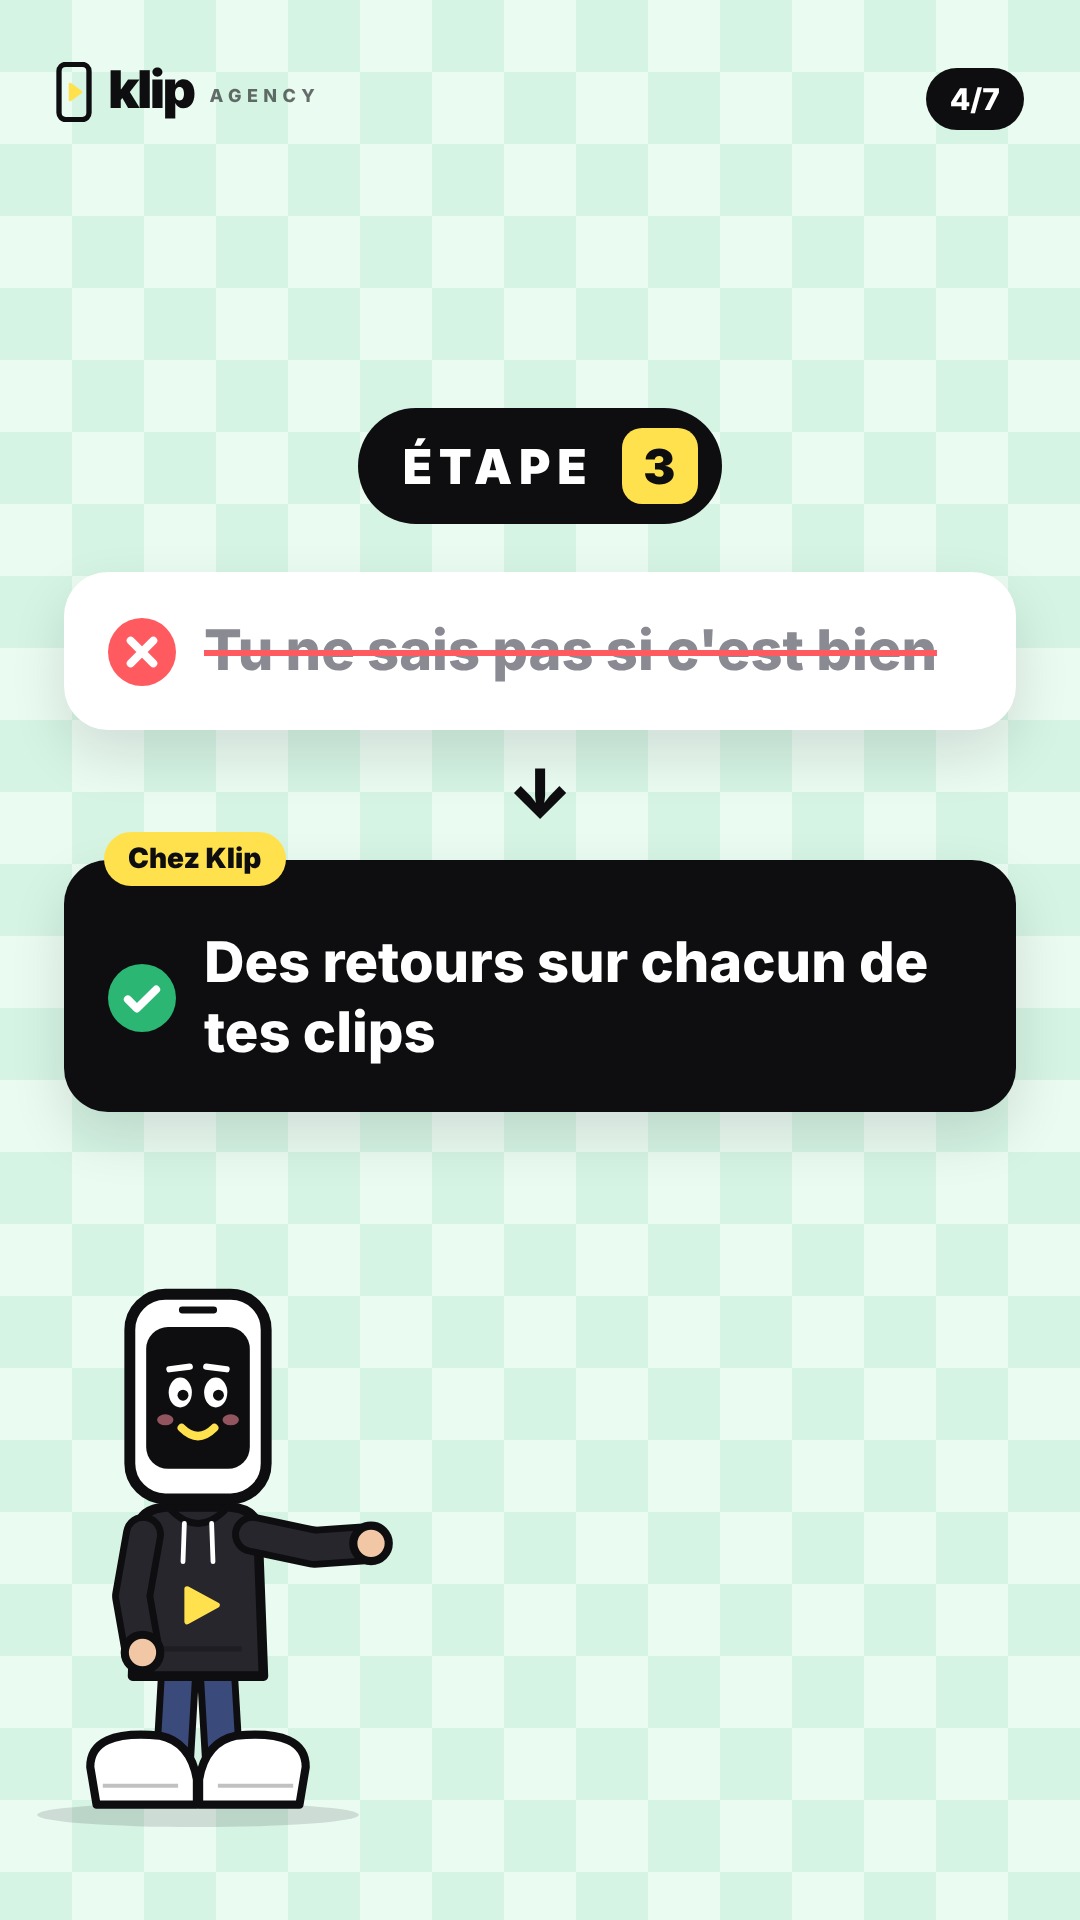 klip AGENCY
4/7
ÉTAPE 3
Tu ne sais pas si c'est bien
Chez Klip
Des retours sur chacun de
tes clips